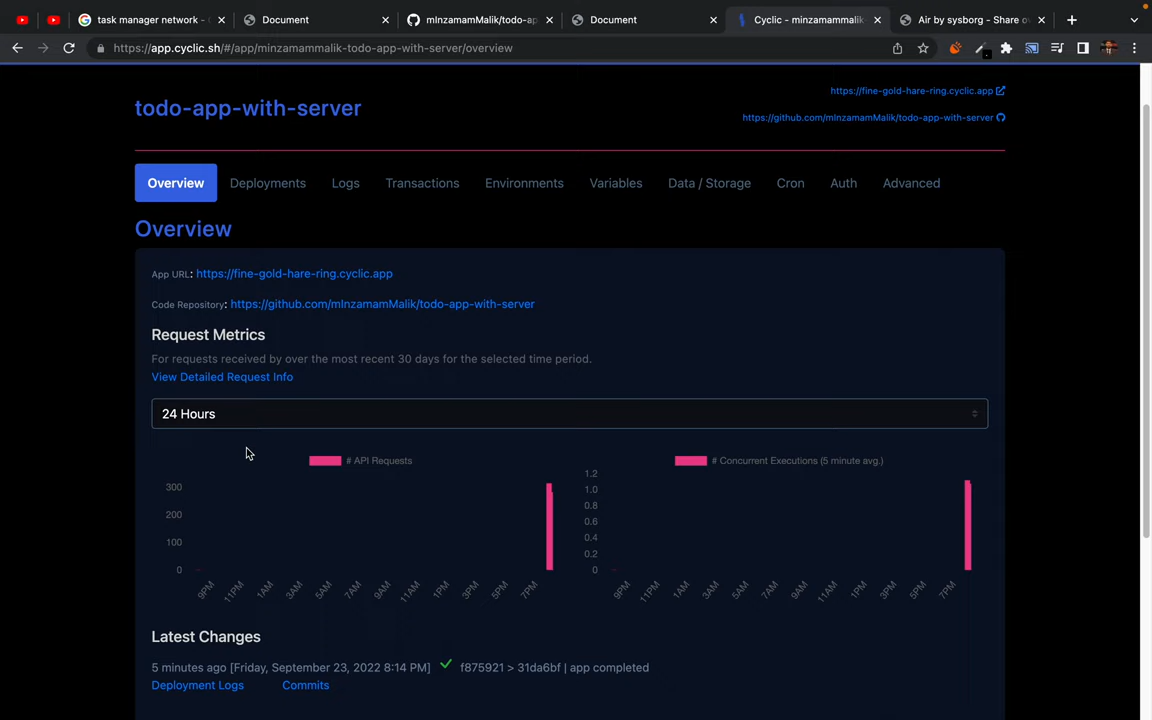 task manager network -
Document
mInzamamMalik/todo-ap
Document
Cyclic - minzamammalik
Air by sysborg - Share o
https://app.cyclic.sh/#/app/minzamammalik-todo-app-with-server/overview
todo-app-with-server
https://fine-gold-hare-ring.cyclic.app
https://github.com/mInzamamMalik/todo-app-with-server
Overview
Deployments
Logs
Transactions
Environments
Variables
Data / Storage
Cron
Auth
Advanced
Overview
App URL: https://fine-gold-hare-ring.cyclic.app
Code Repository: https://github.com/mInzamamMalik/todo-app-with-server
Request Metrics
For requests received by over the most recent 30 days for the selected time period.
View Detailed Request Info
24 Hours
# API Requests
300
200
100
0
9PM 11PM 1AM 3AM 5AM 7AM 9AM 11AM 1PM 3PM 5PM 7PM
# Concurrent Executions (5 minute avg.)
1.2
1.0
0.8
0.6
0.4
0.2
0
9PM 11PM 1AM 3AM 5AM 7AM 9AM 11AM 1PM 3PM 5PM 7PM
Latest Changes
5 minutes ago [Friday, September 23, 2022 8:14 PM] ✓ f875921 > 31da6bf | app completed
Deployment Logs
Commits